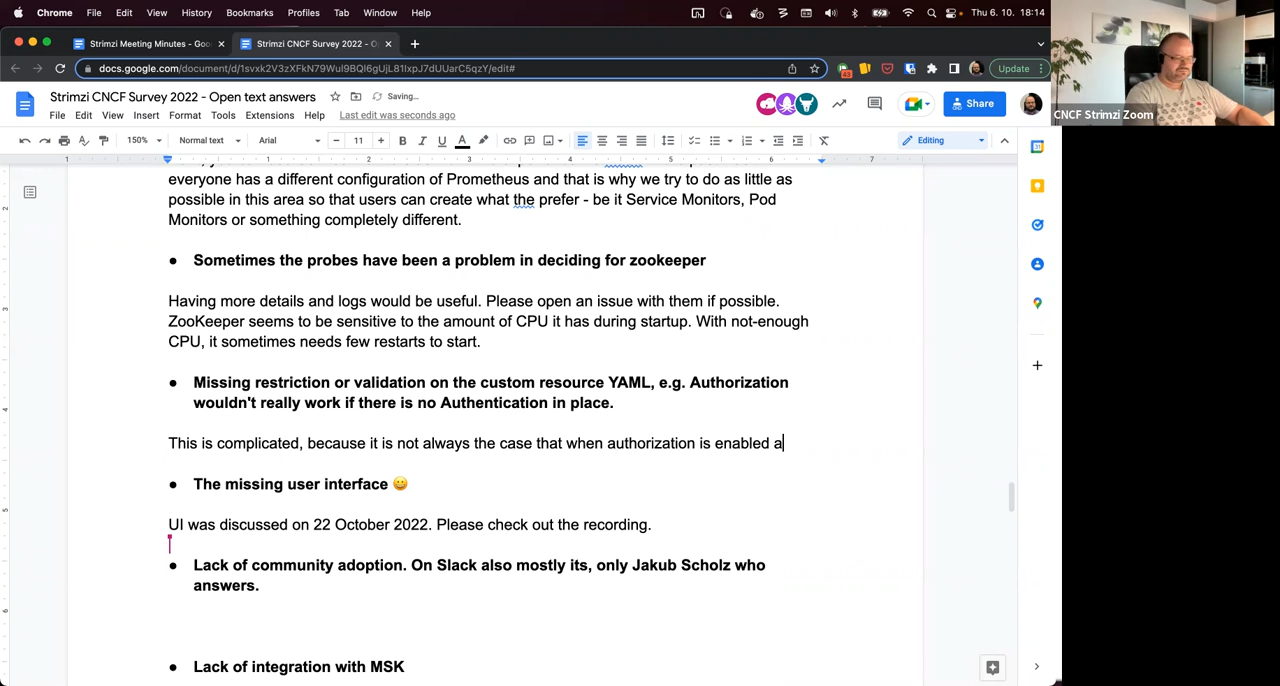 Chrome File Edit View History Bookmarks Profiles Tab Window Help Thu 6. 10. 18:14
Strimzi Meeting Minutes - Goo
Strimzi CNCF Survey 2022 - O
docs.google.com/document/d/1svxk2V3zXFkN79Wul9BQl6gUjL81lxpJ7dUUarC5qzY/edit#
43
Update
Strimzi CNCF Survey 2022 - Open text answers
Saving...
File Edit View Insert Format Tools Extensions Help
Last edit was seconds ago
Share
CNCF Strimzi Zoom
150% Normal text Arial 11 Editing
1 1 2 3 4 5 6 7
everyone has a different configuration of Prometheus and that is why we try to do as little as
possible in this area so that users can create what the prefer - be it Service Monitors, Pod
Monitors or something completely different.
● Sometimes the probes have been a problem in deciding for zookeeper
Having more details and logs would be useful. Please open an issue with them if possible.
ZooKeeper seems to be sensitive to the amount of CPU it has during startup. With not-enough
CPU, it sometimes needs few restarts to start.
● Missing restriction or validation on the custom resource YAML, e.g. Authorization
wouldn't really work if there is no Authentication in place.
This is complicated, because it is not always the case that when authorization is enabled a
● The missing user interface 😀
UI was discussed on 22 October 2022. Please check out the recording.
● Lack of community adoption. On Slack also mostly its, only Jakub Scholz who
answers.
● Lack of integration with MSK